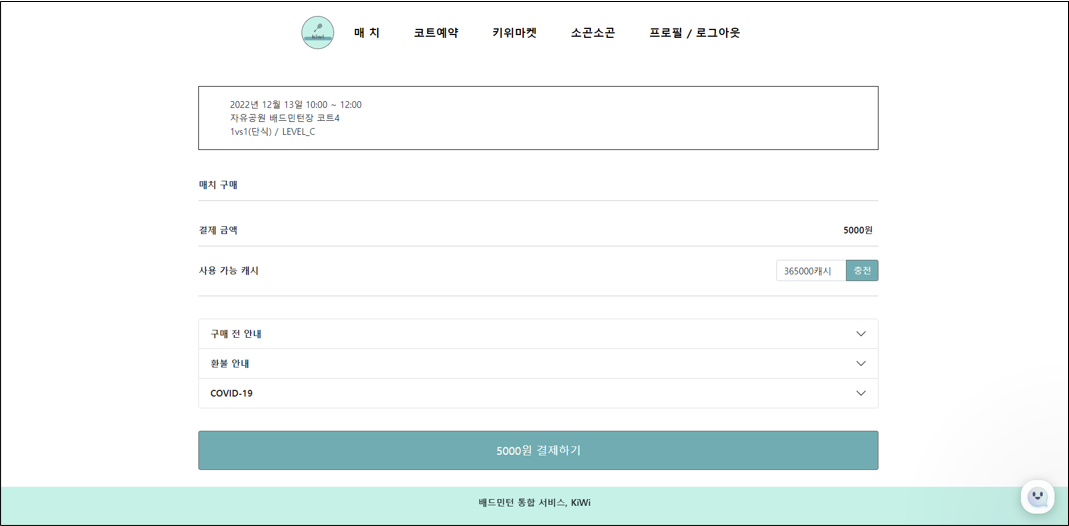 kiwi
매 치
코트예약
키위마켓
소곤소곤
프로필 / 로그아웃
2022년 12월 13일 10:00 ~ 12:00
자유공원 배드민턴장 코트4
1vs1(단식) / LEVEL_C
매치 구매
결제 금액 5000원
사용 가능 캐시 365000캐시 충전
구매 전 안내
환불 안내
COVID-19
5000원 결제하기
배드민턴 통합 서비스, KiWi